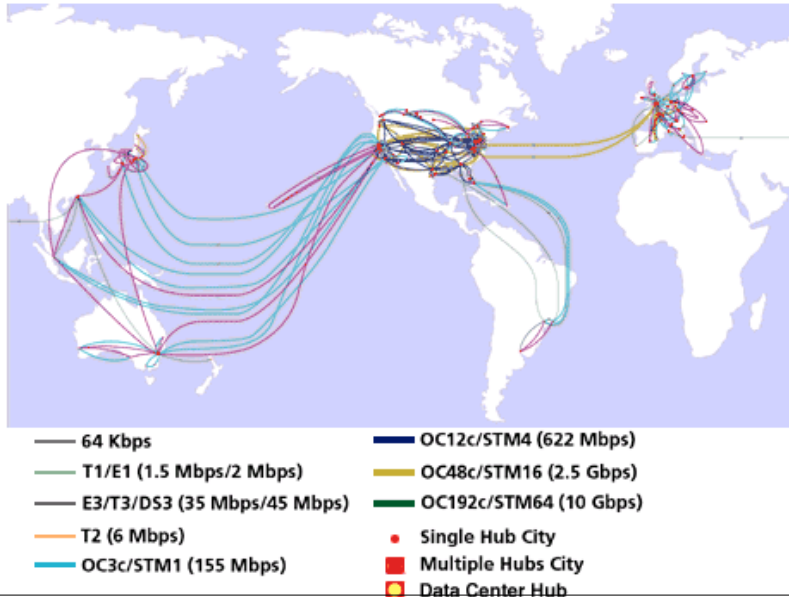 64 Kbps
T1/E1 (1.5 Mbps/2 Mbps)
E3/T3/DS3 (35 Mbps/45 Mbps)
T2 (6 Mbps)
OC3c/STM1 (155 Mbps)
OC12c/STM4 (622 Mbps)
OC48c/STM16 (2.5 Gbps)
OC192c/STM64 (10 Gbps)
Single Hub City
Multiple Hubs City
Data Center Hub